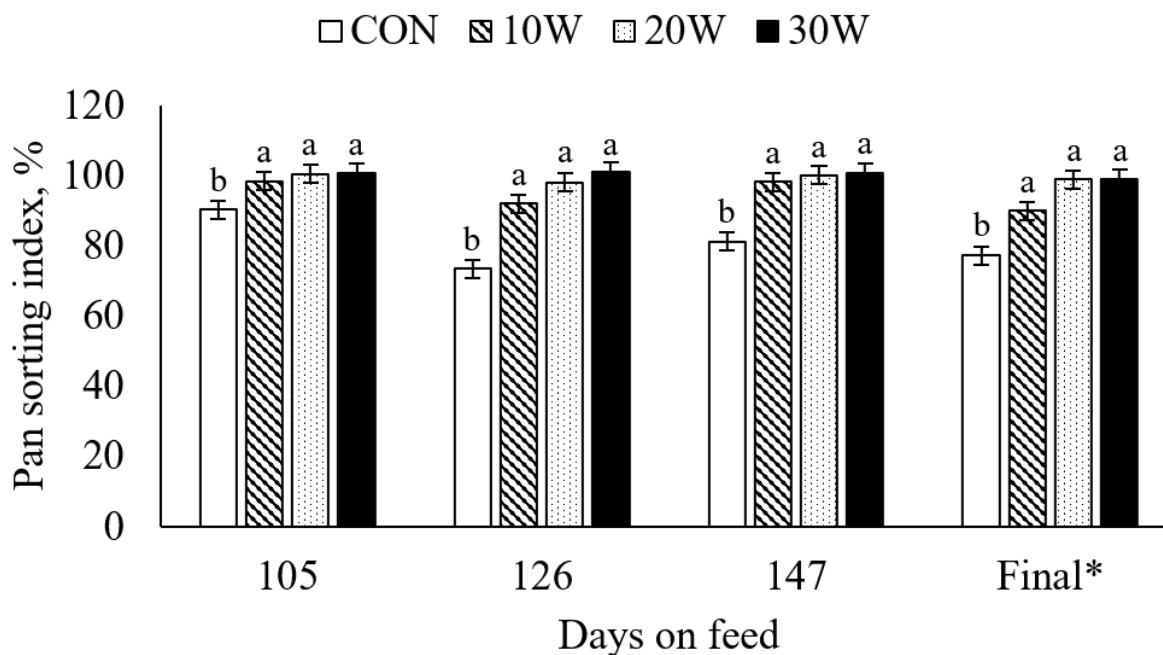 CON 10W 20W 30W
Pan sorting index, %
120
100
80
60
40
20
0
b a a a
b a a a
b a a a
b a a a
105 126 147 Final*
Days on feed